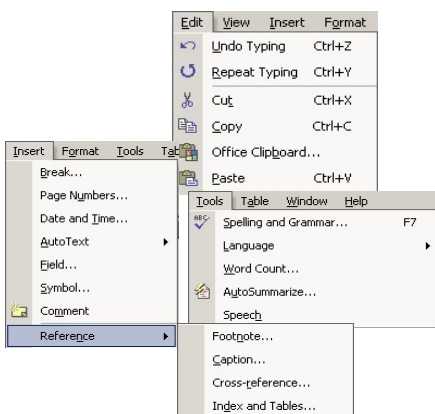 Edit View Insert Format
Undo Typing Ctrl+Z
Repeat Typing Ctrl+Y
Cut Ctrl+X
Copy Ctrl+C
Office Clipboard...
Paste Ctrl+V
Insert Format Tools Tab
Break...
Page Numbers...
Date and Time...
AutoText
Field...
Symbol...
Comment
Reference
Tools Table Window Help
ABC Spelling and Grammar... F7
Language
Word Count...
AutoSummarize...
Speech
Footnote...
Caption...
Cross-reference...
Index and Tables...